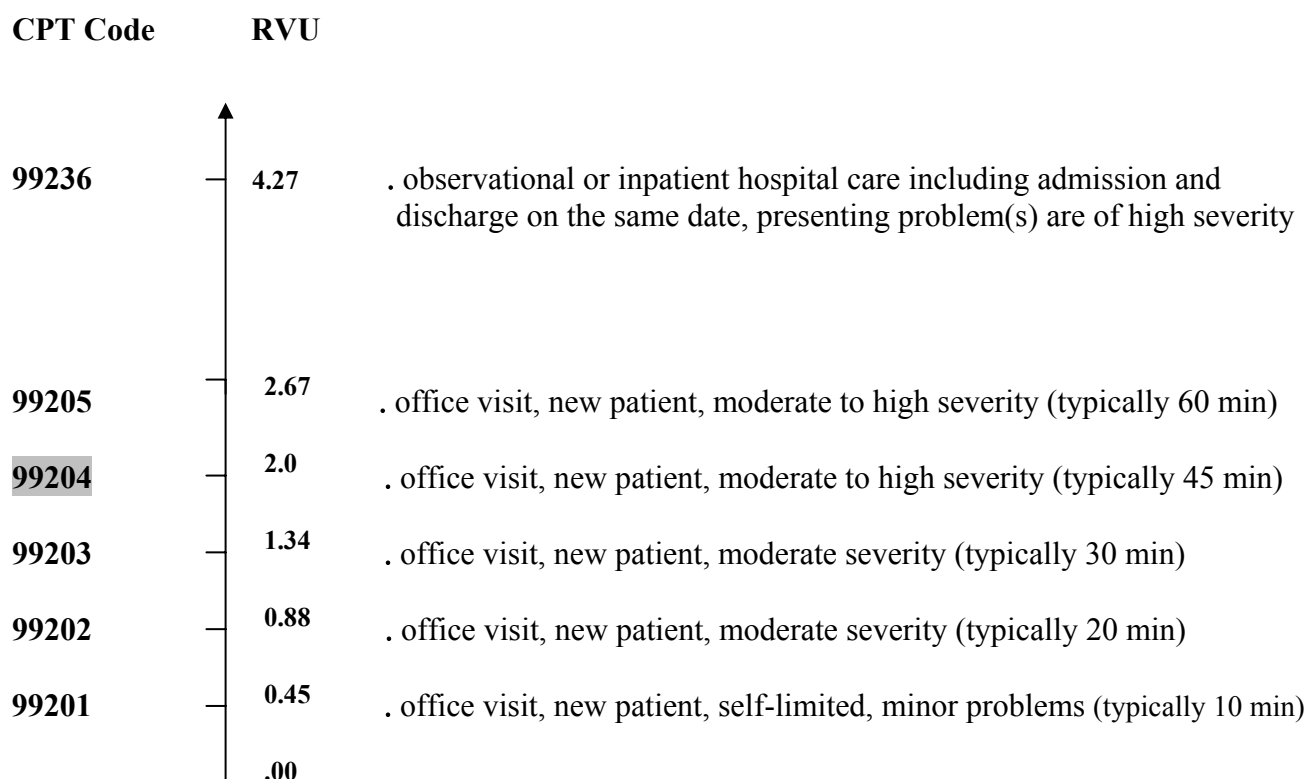 CPT Code RVU
99236 4.27 . observational or inpatient hospital care including admission and
discharge on the same date, presenting problem(s) are of high severity
2.67
99205 . office visit, new patient, moderate to high severity (typically 60 min)
99204 2.0 . office visit, new patient, moderate to high severity (typically 45 min)
99203 1.34 . office visit, new patient, moderate severity (typically 30 min)
99202 0.88 . office visit, new patient, moderate severity (typically 20 min)
99201 0.45 . office visit, new patient, self-limited, minor problems (typically 10 min)
.00